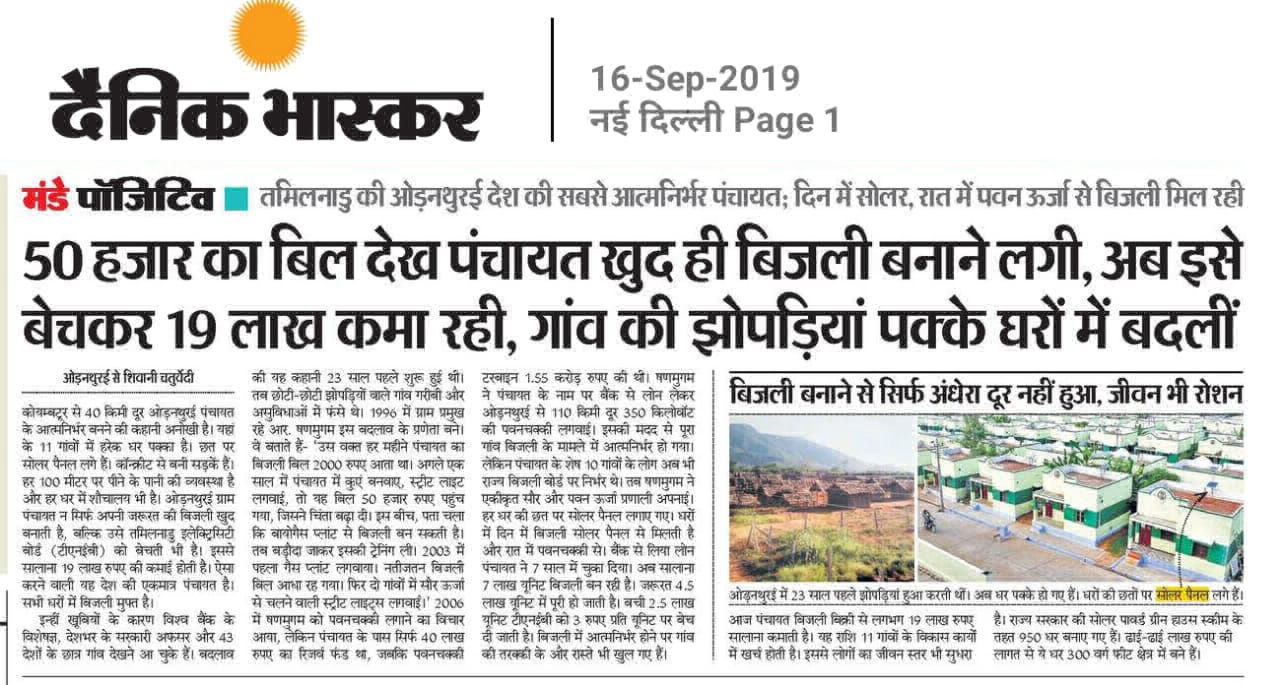 दैनिक भास्कर
16-Sep-2019
नई दिल्ली Page 1
मंडे पॉजिटिव तमिलनाडु की ओड़नथुरई देश की सबसे आत्मनिर्भर पंचायत; दिन में सोलर, रात में पवन ऊर्जा से बिजली मिल रही
50 हजार का बिल देख पंचायत खुद ही बिजली बनाने लगी, अब इसे
बेचकर 19 लाख कमा रही, गांव की झोपड़ियां पक्के घरों में बदलीं
ओड़नथुरई से शिवानी चतुर्वेदी
कोयम्बटूर से 40 किमी दूर ओड़नथुरई पंचायत
के आत्मनिर्भर बनने की कहानी अनोखी है। यहां
के 11 गांवों में हरेक घर पक्का है। छत पर
सोलर पैनल लगे हैं। कॉन्क्रीट से बनी सड़कें हैं।
हर 100 मीटर पर पीने के पानी की व्यवस्था है
और हर घर में शौचालय भी है। ओड़नथुरई ग्राम
पंचायत न सिर्फ अपनी जरूरत की बिजली खुद
बनाती है, बल्कि उसे तमिलनाडु इलेक्ट्रिसिटी
बोर्ड (टीएनईबी) को बेचती भी है। इससे
सालाना 19 लाख रुपए की कमाई होती है। ऐसा
करने वाली यह देश की एकमात्र पंचायत है।
सभी घरों में बिजली मुफ्त है।
इन्हीं खूबियों के कारण विश्व बैंक के
विशेषज्ञ, देशभर के सरकारी अफसर और 43
देशों के छात्र गांव देखने आ चुके हैं। बदलाव
की यह कहानी 23 साल पहले शुरू हुई थी।
तब छोटी-छोटी झोपड़ियों वाले गांव गरीबी और
असुविधाओं में फंसे थे। 1996 में ग्राम प्रमुख
रहे आर. षणमुगम इस बदलाव के प्रणेता बने।
वे बताते हैं- 'उस वक्त हर महीने पंचायत का
बिजली बिल 2000 रुपए आता था। अगले एक
साल में पंचायत में कुएं बनवाए, स्ट्रीट लाइट
लगवाई, तो यह बिल 50 हजार रुपए पहुंच
गया, जिसने चिंता बढ़ा दी। इस बीच, पता चला
कि बायोगैस प्लांट से बिजली बन सकती है।
तब बड़ौदा जाकर इसकी ट्रेनिंग ली। 2003 में
पहला गैस प्लांट लगवाया। नतीजतन बिजली
बिल आधा रह गया। फिर दो गांवों में सौर ऊर्जा
से चलने वाली स्ट्रीट लाइट्स लगवाईं।' 2006
में षणमुगम को पवनचक्की लगाने का विचार
आया, लेकिन पंचायत के पास सिर्फ 40 लाख
रुपए का रिजर्व फंड था, जबकि पवनचक्की
टरबाइन 1.55 करोड़ रुपए की थी। षणमुगम
ने पंचायत के नाम पर बैंक से लोन लेकर
ओड़नथुरई से 110 किमी दूर 350 किलोवॉट
की पवनचक्की लगवाई। इसकी मदद से पूरा
गांव बिजली के मामले में आत्मनिर्भर हो गया।
लेकिन पंचायत के शेष 10 गांवों के लोग अब भी
राज्य बिजली बोर्ड पर निर्भर थे। तब षणमुगम ने
एकीकृत सौर और पवन ऊर्जा प्रणाली अपनाई।
हर घर की छत पर सोलर पैनल लगाए गए। घरों
में दिन में बिजली सोलर पैनल से मिलती है
और रात में पवनचक्की से। बैंक से लिया लोन
पंचायत ने 7 साल में चुका दिया। अब सालाना
7 लाख यूनिट बिजली बन रही है। जरूरत 4.5
लाख यूनिट में पूरी हो जाती है। बची 2.5 लाख
यूनिट टीएनईबी को 3 रुपए प्रति यूनिट पर बेच
दी जाती है। बिजली में आत्मनिर्भर होने पर गांव
की तरक्की के और रास्ते भी खुल गए हैं।
बिजली बनाने से सिर्फ अंधेरा दूर नहीं हुआ, जीवन भी रोशन
ओड़नथुरई में 23 साल पहले झोपड़ियां हुआ करती थीं। अब घर पक्के हो गए हैं। घरों की छतों पर सोलर पैनल लगे हैं।
आज पंचायत बिजली बिक्री से लगभग 19 लाख रुपए
सालाना कमाती है। यह राशि 11 गांवों के विकास कार्यों
में खर्च होती है। इससे लोगों का जीवन स्तर भी सुधरा
है। राज्य सरकार की सोलर पावर्ड ग्रीन हाउस स्कीम के
तहत 950 घर बनाए गए हैं। ढाई-ढाई लाख रुपए की
लागत से ये घर 300 वर्ग फीट क्षेत्र में बने हैं।